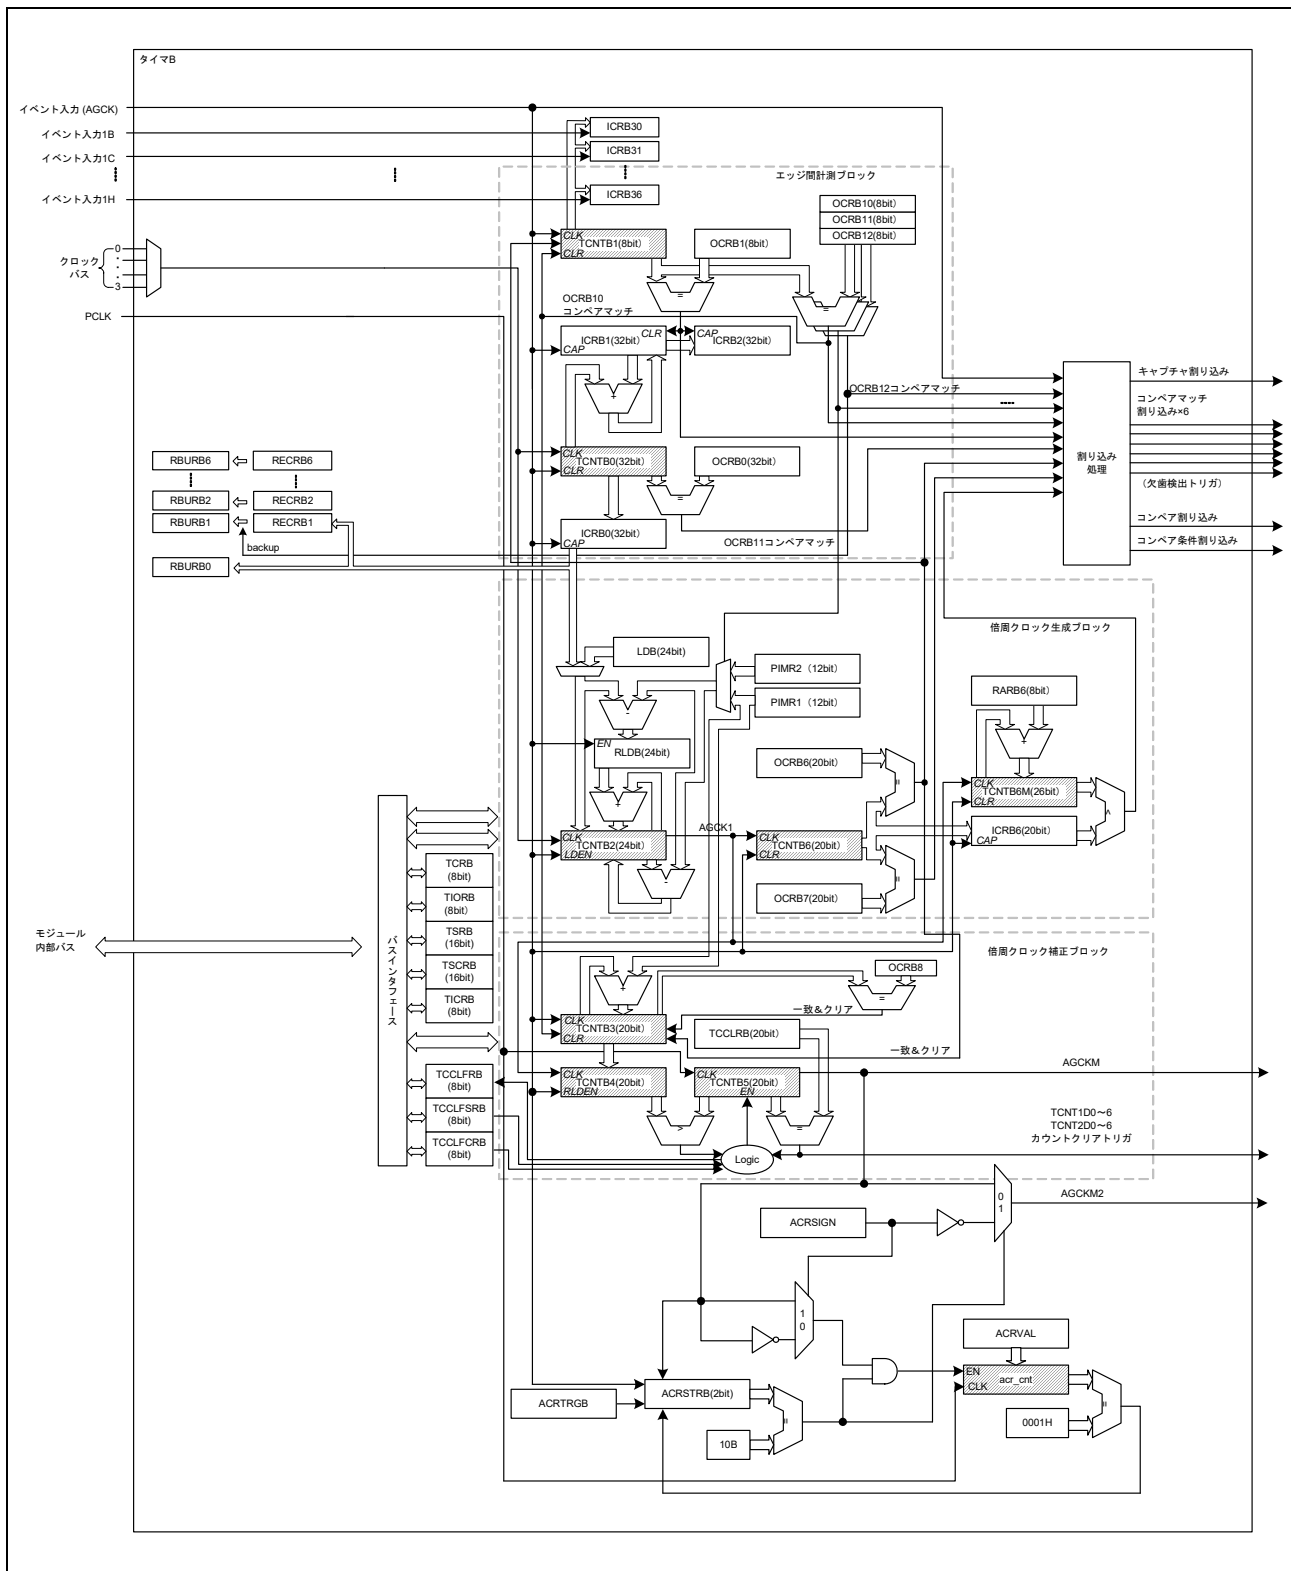 タイマB
イベント入力 (AGCK)
イベント入力1B
イベント入力1C
イベント入力1H
ICRB30
ICRB31
ICRB36
エッジ間計測ブロック
OCRB10(8bit)
OCRB11(8bit)
OCRB12(8bit)
CLK
TCNTB1(8bit)
CLR
OCRB1(8bit)
=
=
クロック
バス
0
3
PCLK
OCRB10
コンペアマッチ
CLR
ICRB1(32bit)
CAP
CAP
ICRB2(32bit)
+
OCRB12コンペアマッチ
キャプチャ割り込み
コンペアマッチ
割り込み×6
割り込み
処理
(欠歯検出トリガ)
コンペア割り込み
コンペア条件割り込み
CLK
TCNTB0(32bit)
CLR
OCRB0(32bit)
=
RBURB6
RECRB6
RBURB2
RECRB2
RBURB1
RECRB1
backup
RBURB0
ICRB0(32bit)
CAP
OCRB11コンペアマッチ
倍周クロック生成ブロック
LDB(24bit)
PIMR2 (12bit)
PIMR1 (12bit)
RARB6(8bit)
-
EN
RLDB(24bit)
+
+
OCRB6(20bit)
=
CLK
TCNTB6M(26bit)
CLR
ICRB6(20bit)
CAP
<
AGCK1
CLK
TCNTB2(24bit)
LDEN
-
CLK
TCNTB6(20bit)
CLR
=
OCRB7(20bit)
モジュール
内部バス
バスインタフェース
TCRB
(8bit)
TIORB
(8bit)
TSRB
(16bit)
TSCRB
(16bit)
TICRB
(8bit)
TCCLFRB
(8bit)
TCCLFSRB
(8bit)
TCCLFCRB
(8bit)
倍周クロック補正ブロック
OCRB8
+
=
一致&クリア
CLK
TCNTB3(20bit)
CLR
TCCLRB(20bit)
一致&クリア
CLK
TCNTB4(20bit)
RLDEN
CLK
TCNTB5(20bit)
EN
AGCKM
>
=
Logic
TCNT1D0～6
TCNT2D0～6
カウントクリアトリガ
ACRSIGN
0
1
AGCKM2
1
0
ACRVAL
EN
acr_cnt
CLK
ACRTRGB
ACRSTRB(2bit)
=
10B
0001H
=